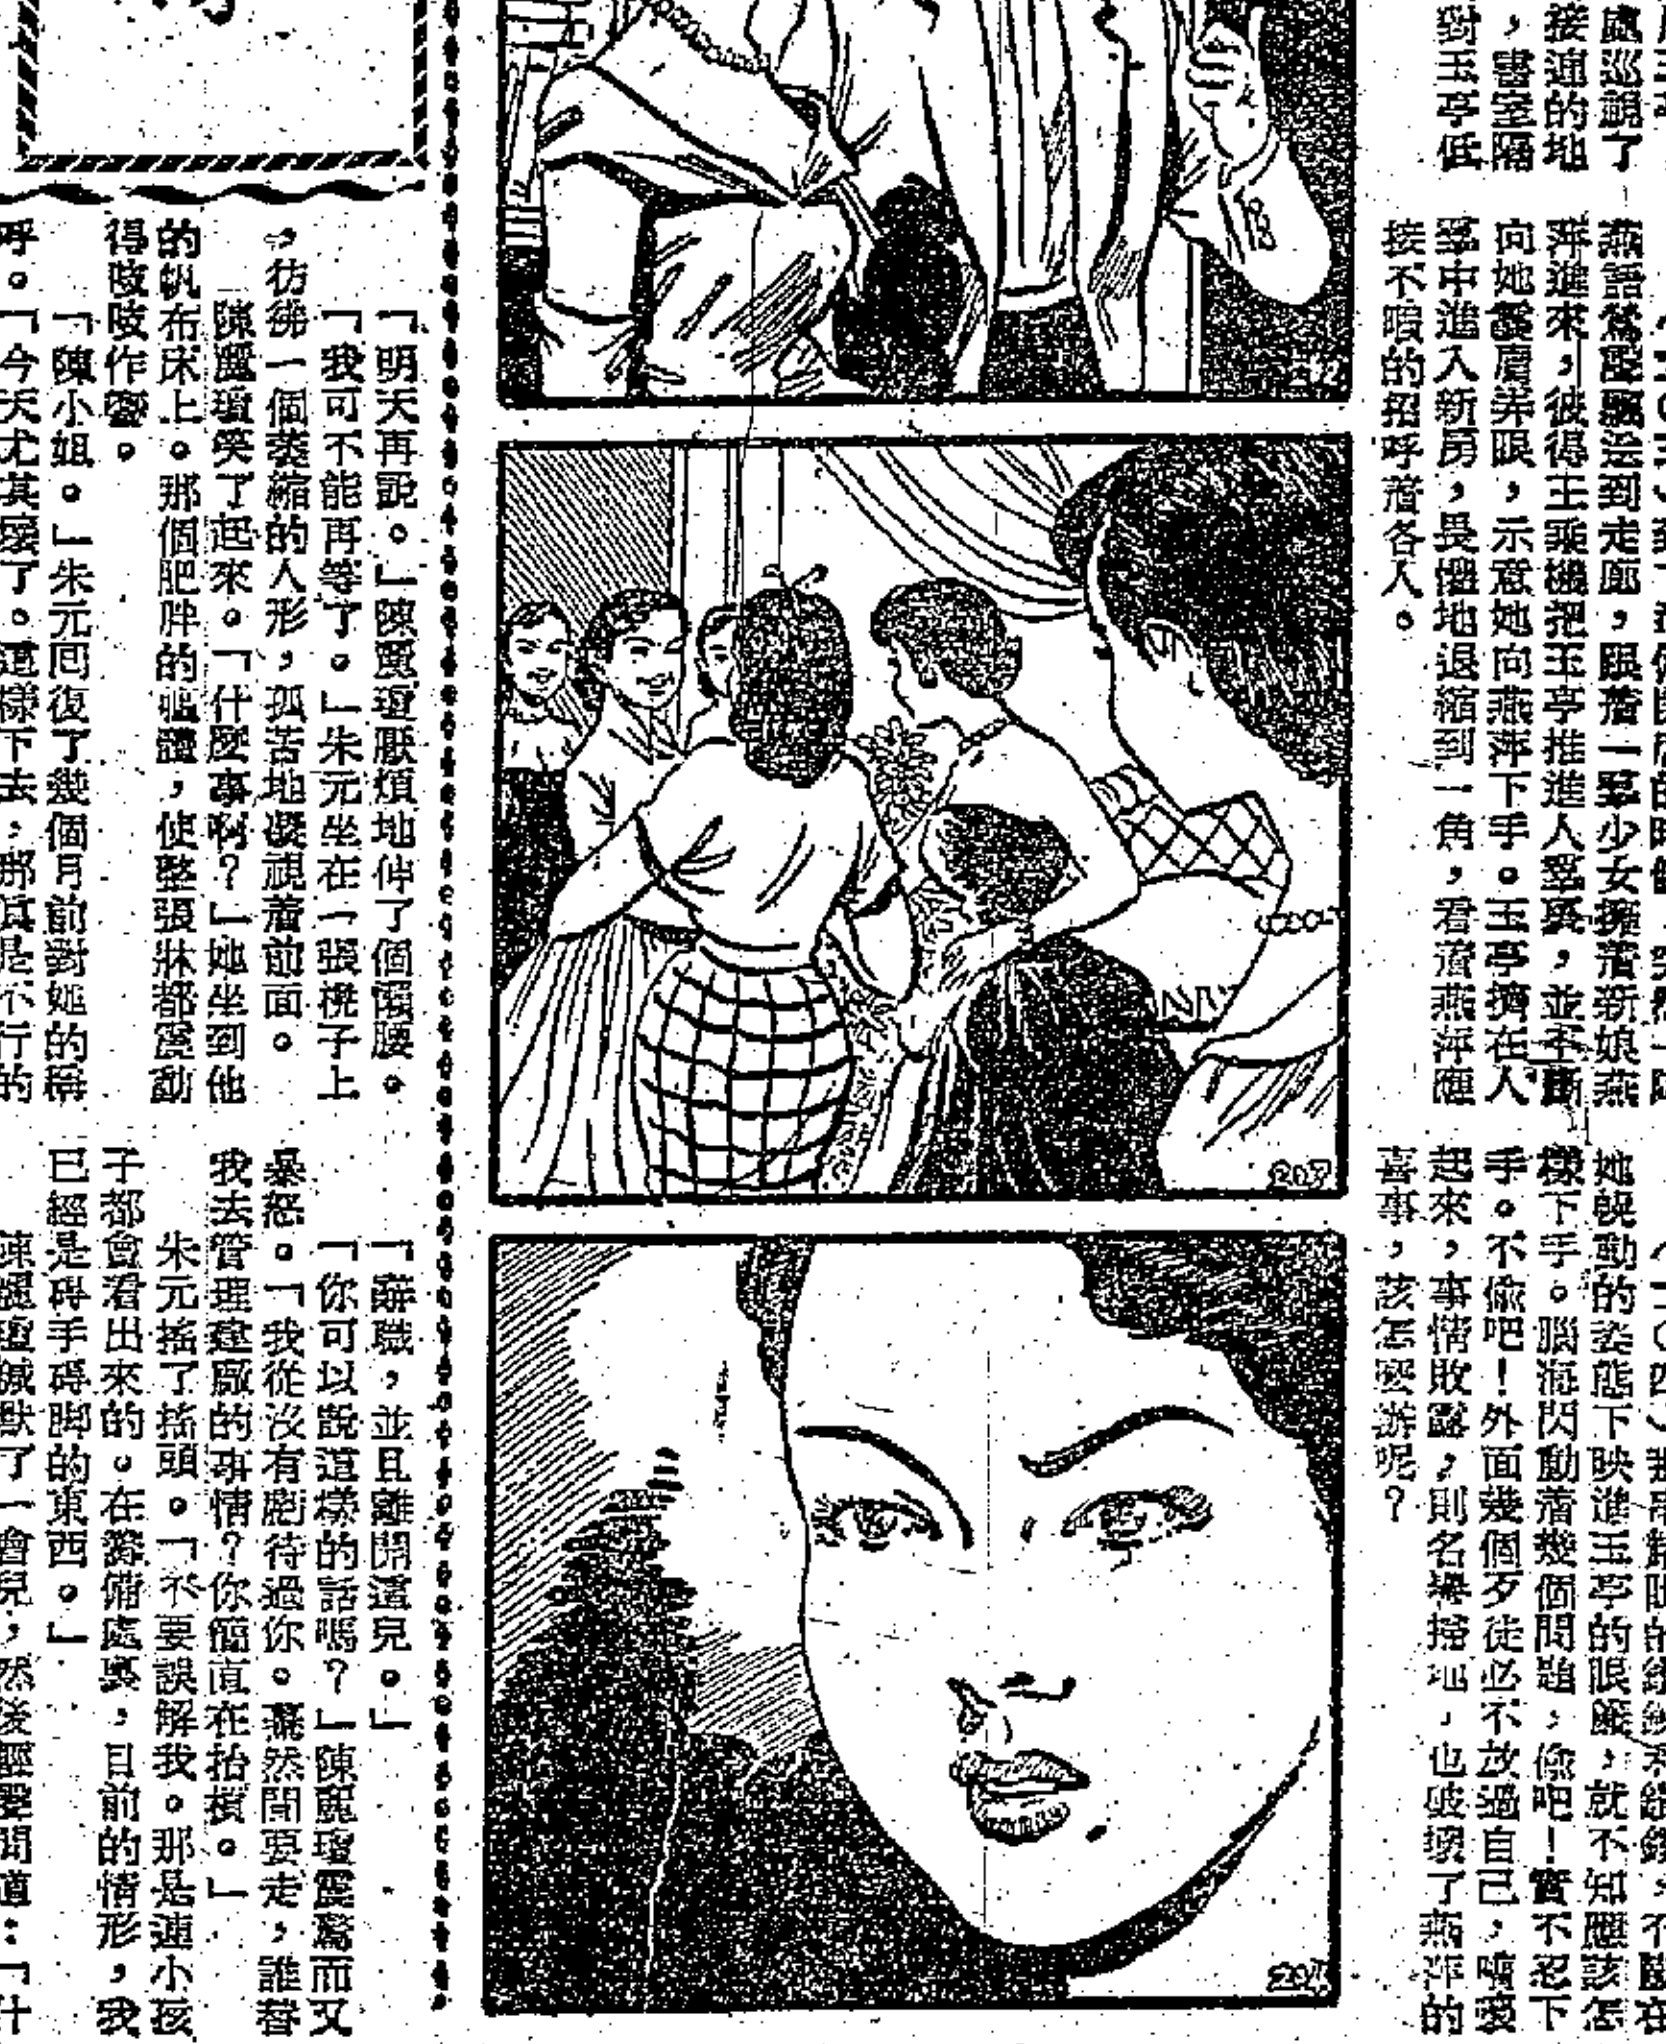 處巡視了
接連的地
，書室隔
對玉亭低
燕語鶯聲飄送到走廊，跟着一羣少女擁着新娘燕
萍進來，彼得王乘機把玉亭推進人羣裏，並不斷
向她霎眉弄眼，示意她向燕萍下手。玉亭擠在人
羣中進入新房，畏慴地退縮到一角，看着燕萍應
接不暇的招呼着各人。
她 動的姿態下映進玉亭的眼簾，就不知應該怎
樣下手。腦海閃動着幾個問題，偷吧！實不忍下
手。不偷吧！外面幾個歹徒必不放過自己，嚷
起來，事情敗露，則名譽掃地，也破壞了燕萍的
喜事，該怎麼辦呢？
207
「明天再說。」陳麗瓊厭煩地伸了個懶腰。
「我可不能再等了。」朱元坐在一張櫈子上
，彷彿一個萎縮的人形，孤苦地凝視着前面。
陳麗瓊笑了起來。「什麼事啊？」她坐到他
的帆布床上。那個肥胖的軀體，使整張牀都震動
得吱吱作響。
「陳小姐。」朱元囘復了幾個月前對她的稱
呼。「今天尤其壞了。這樣下去，那眞是不行的
「辭職，並且離開這兒。」
「你可以說這樣的話嗎？」陳麗瓊震驚而又
暴怒。「我從沒有虧待過你。驀然間要走，誰替
我去管理建廠的事情？你簡直在抬槓。」
朱元搖了搖頭。「不要誤解我。那是連小孩
子都會看出來的。在籌備處裏，目前的情形，我
已經是碍手碍脚的東西。」
陳麗瓊緘默了一會兒，然後輕聲問道：「什